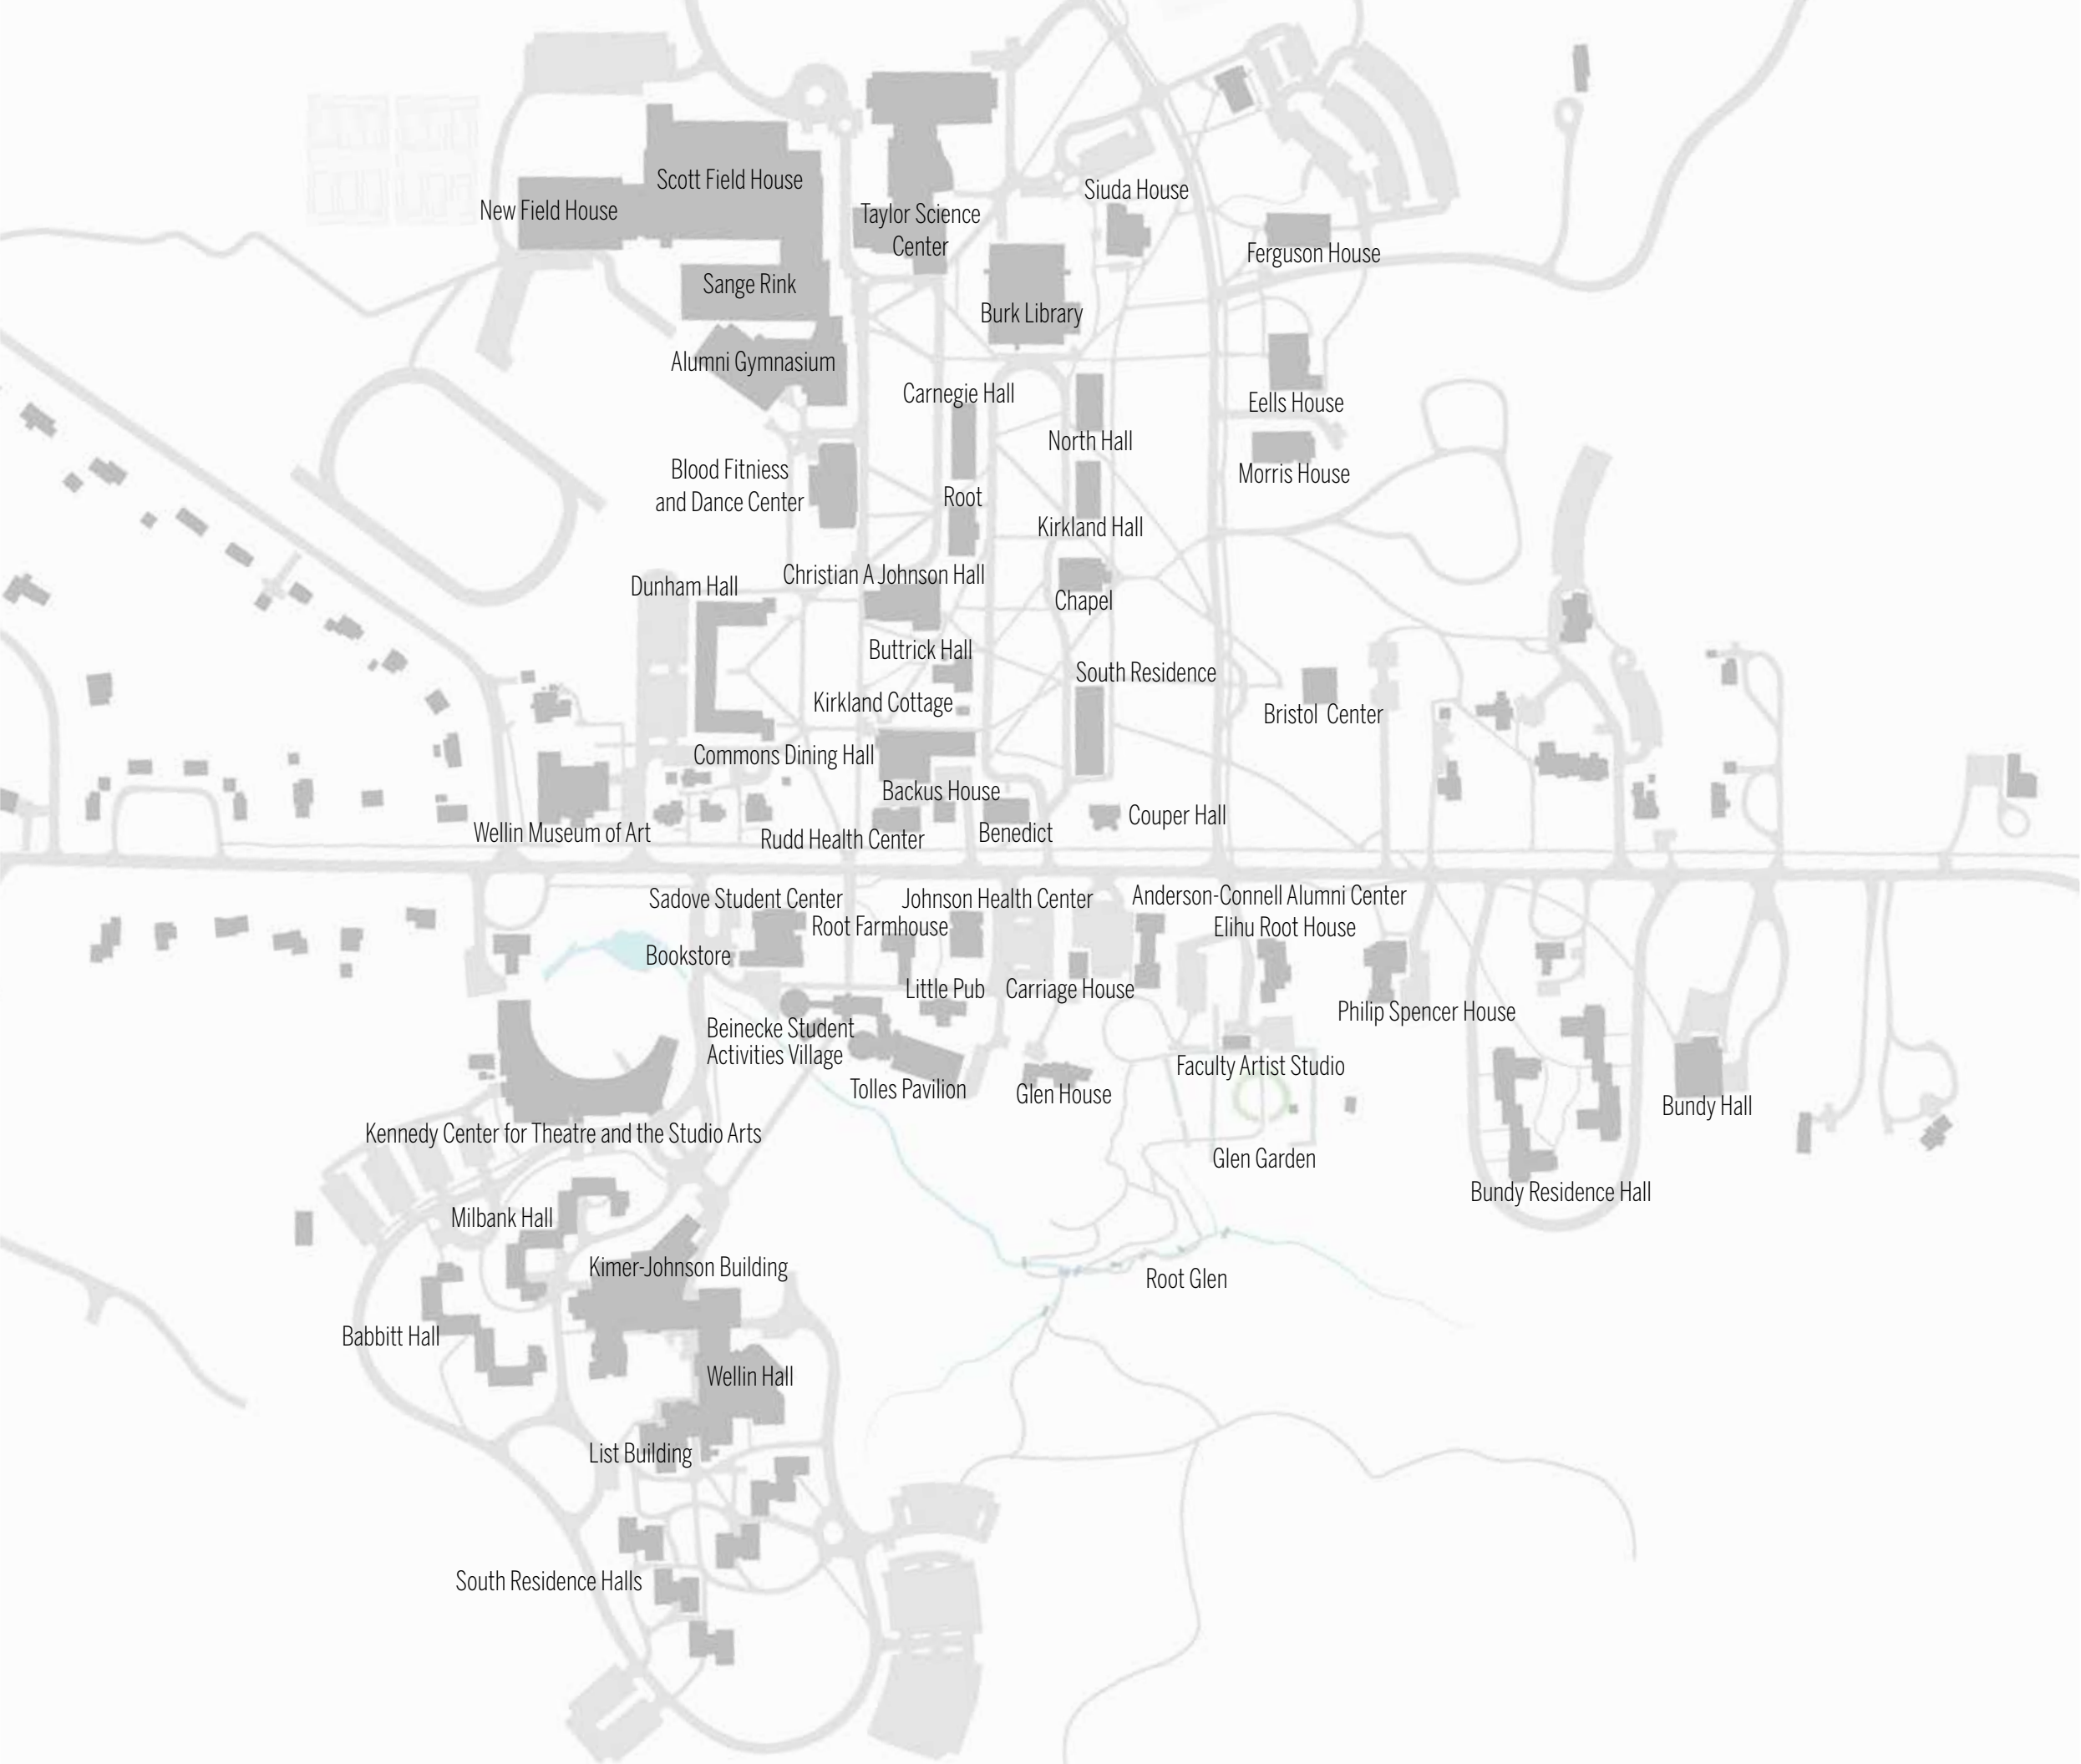 Scott Field House
New Field House
Siuda House
Taylor Science
Center
Ferguson House
Sange Rink
Burk Library
Alumni Gymnasium
Carnegie Hall
Eells House
North Hall
Morris House
Blood Fitniess
and Dance Center
Root
Kirkland Hall
Christian A Johnson Hall
Dunham Hall
Chapel
Buttrick Hall
South Residence
Kirkland Cottage
Bristol Center
Commons Dining Hall
Backus House
Couper Hall
Wellin Museum of Art
Rudd Health Center
Benedict
Sadove Student Center
Johnson Health Center
Anderson-Connell Alumni Center
Root Farmhouse
Elihu Root House
Bookstore
Little Pub
Carriage House
Philip Spencer House
Beinecke Student
Activities Village
Faculty Artist Studio
Tolles Pavilion
Glen House
Bundy Hall
Kennedy Center for Theatre and the Studio Arts
Glen Garden
Bundy Residence Hall
Milbank Hall
Kimer-Johnson Building
Root Glen
Babbitt Hall
Wellin Hall
List Building
South Residence Halls